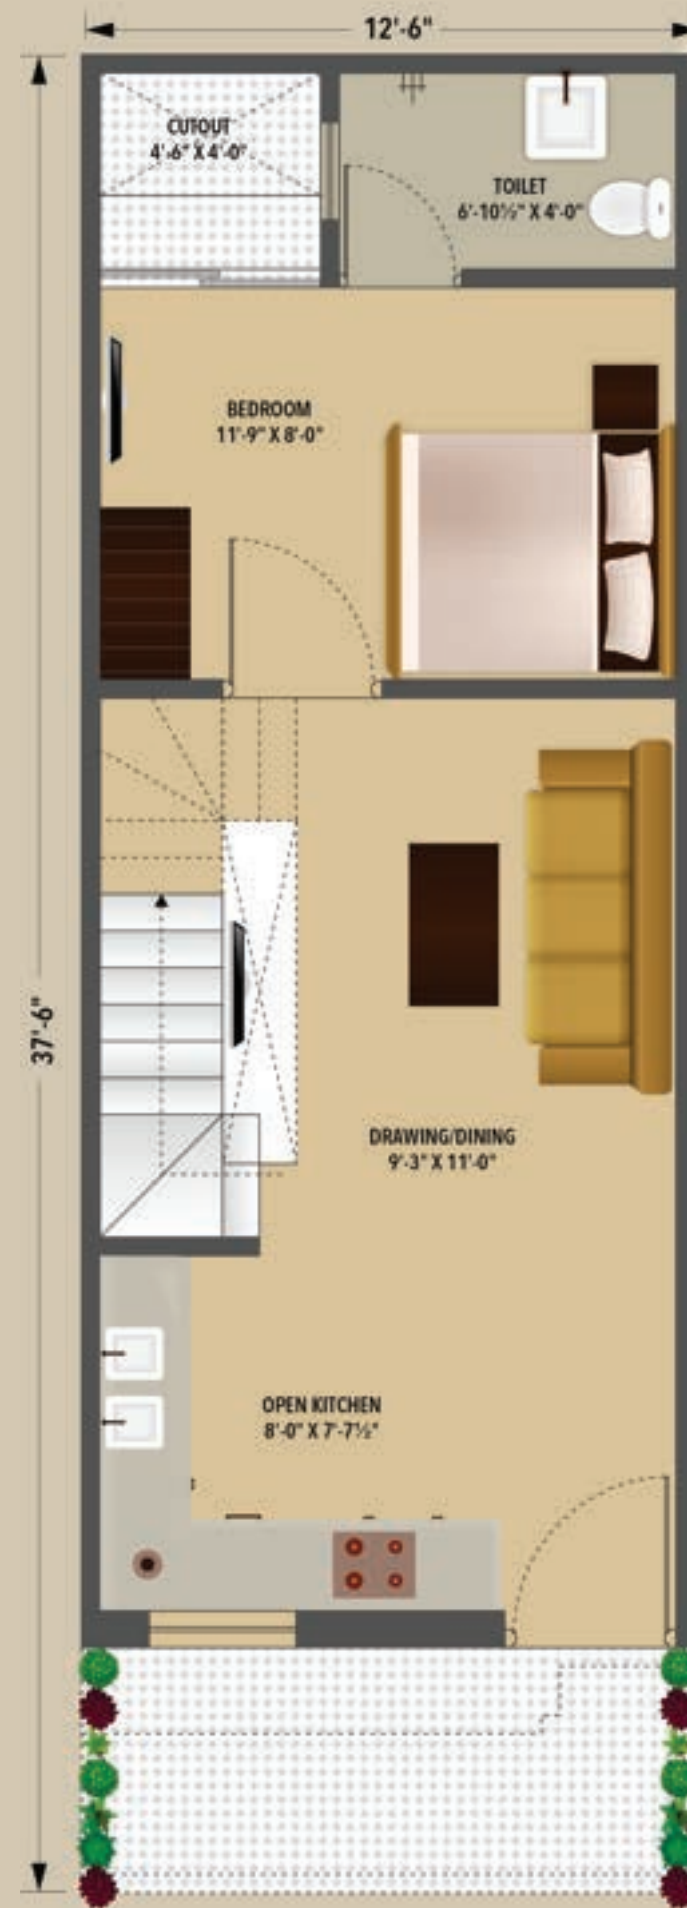 12'-6"
CUTOUT
4'-6" X 4'-0"
TOILET
6'-10½" X 4'-0"
BEDROOM
11'-9" X 8'-0"
37'-6"
DRAWING/DINING
9'-3" X 11'-0"
OPEN KITCHEN
8'-0" X 7'-7½"